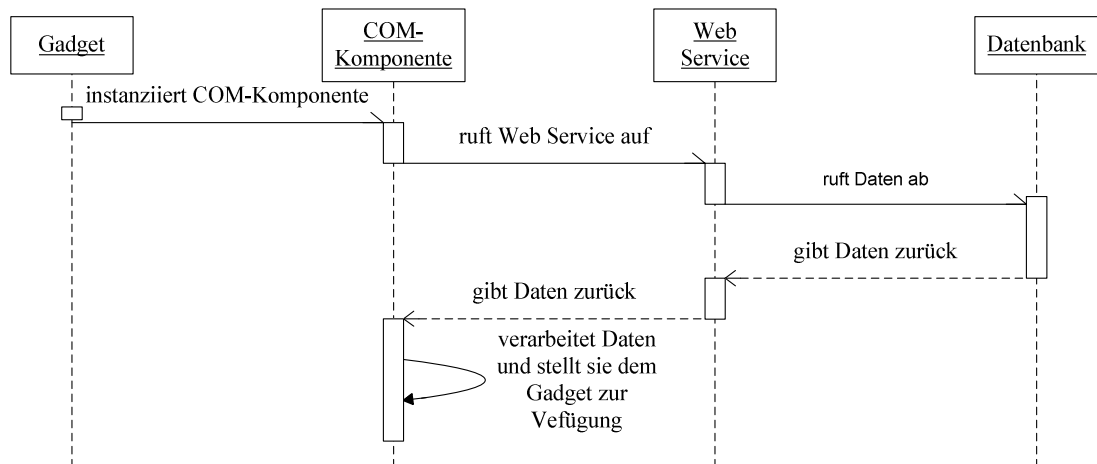 Gadget
COM-
Komponente
Web
Service
Datenbank
instanziiert COM-Komponente
ruft Web Service auf
ruft Daten ab
gibt Daten zurück
gibt Daten zurück
verarbeitet Daten
und stellt sie dem
Gadget zur
Vefügung